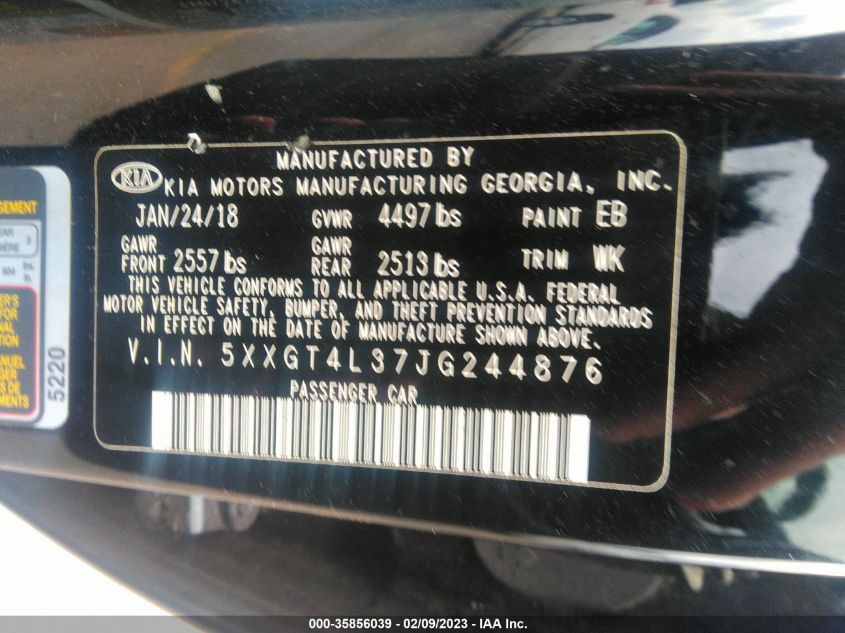 MANUFACTURED BY
KIA KIA MOTORS MANUFACTURING GEORGIA, INC.
JAN/24/18 GVWR 4497 lbs PAINT EB
GAWR FRONT 2557 lbs GAWR REAR 2513 lbs TRIM WK
THIS VEHICLE CONFORMS TO ALL APPLICABLE U.S.A. FEDERAL
MOTOR VEHICLE SAFETY, BUMPER, AND THEFT PREVENTION STANDARDS
IN EFFECT ON THE DATE OF MANUFACTURE SHOWN ABOVE.
V.I.N. 5XXGT4L37JG244876
PASSENGER CAR
5220
000-35856039 - 02/09/2023 - IAA Inc.